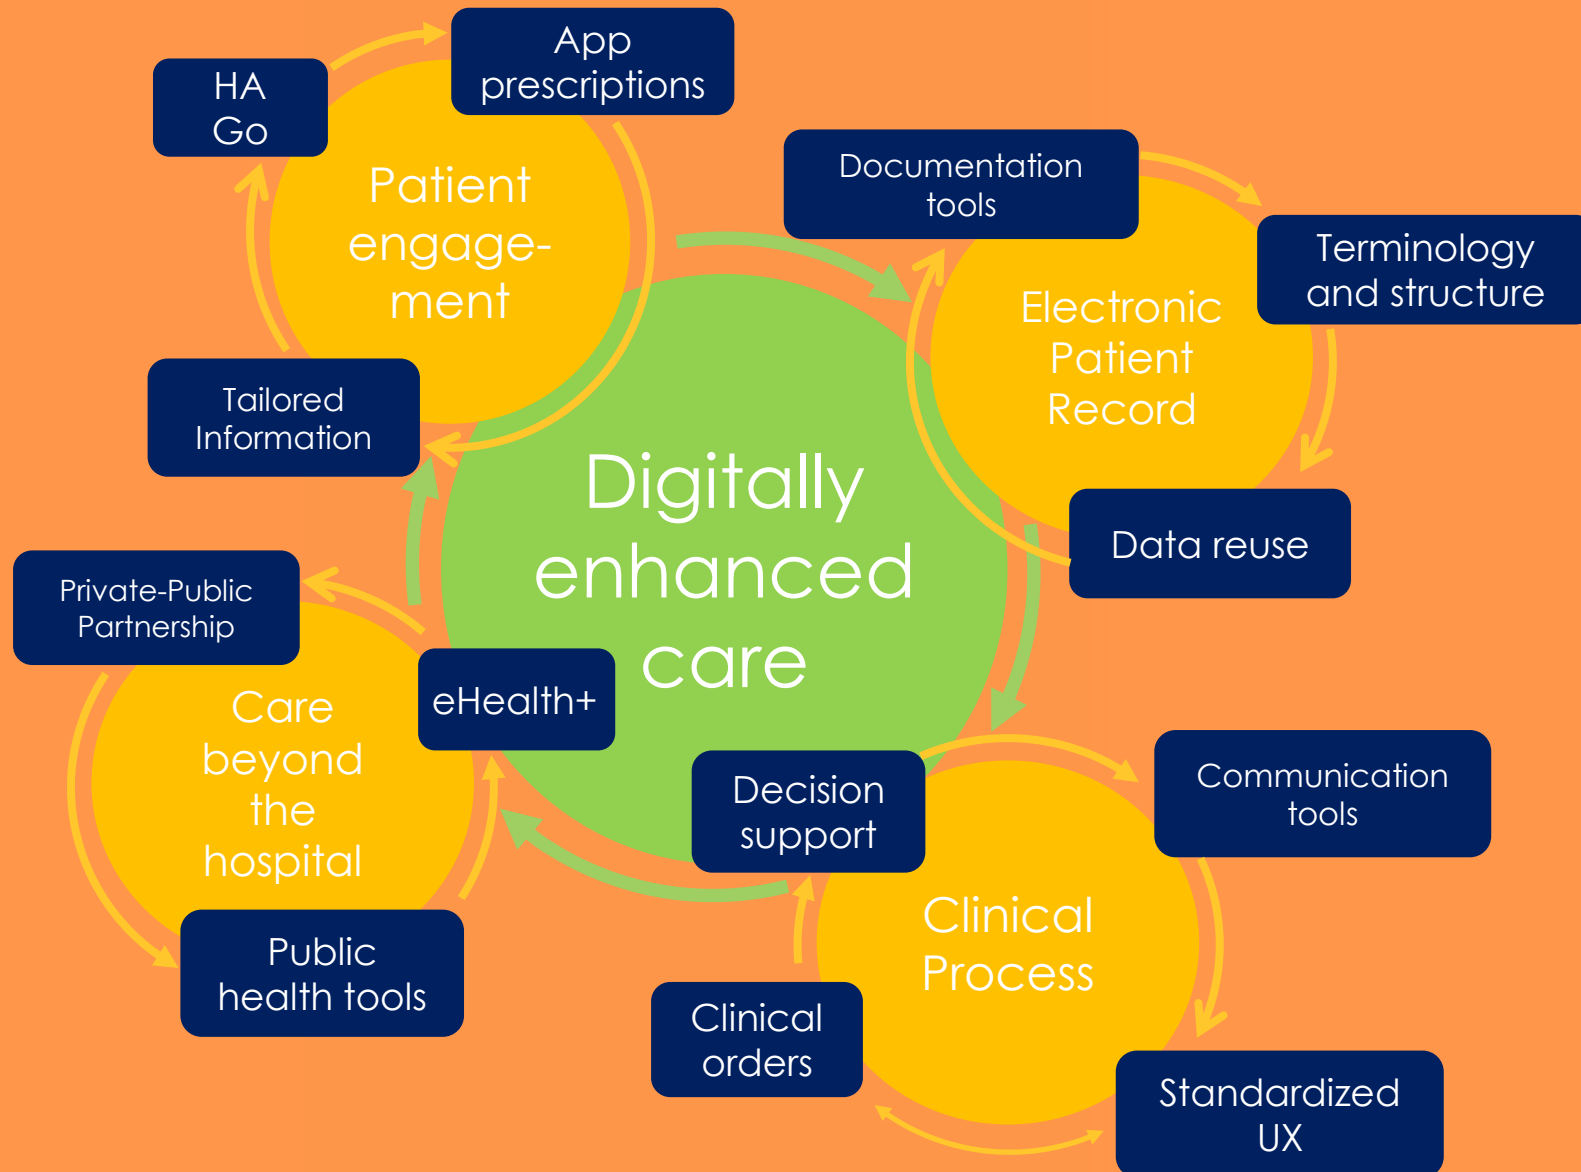 HA
Go
App
prescriptions
Patient
engage-
ment
Tailored
Information
Documentation
tools
Terminology
and structure
Electronic
Patient
Record
Data reuse
Digitally
enhanced
care
Private-Public
Partnership
eHealth+
Care
beyond
the
hospital
Public
health tools
Decision
support
Communication
tools
Clinical
Process
Clinical
orders
Standardized
UX